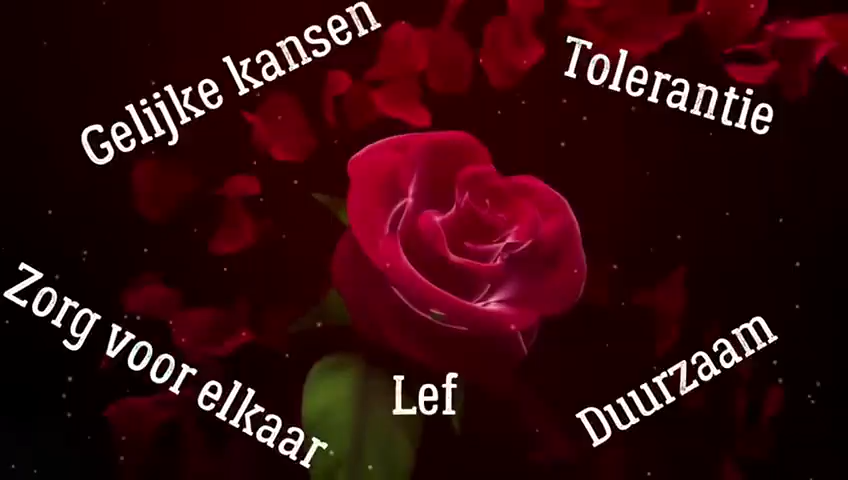 Gelijke kansen
Tolerantie
Zorg voor elkaar
Lef
Duurzaam